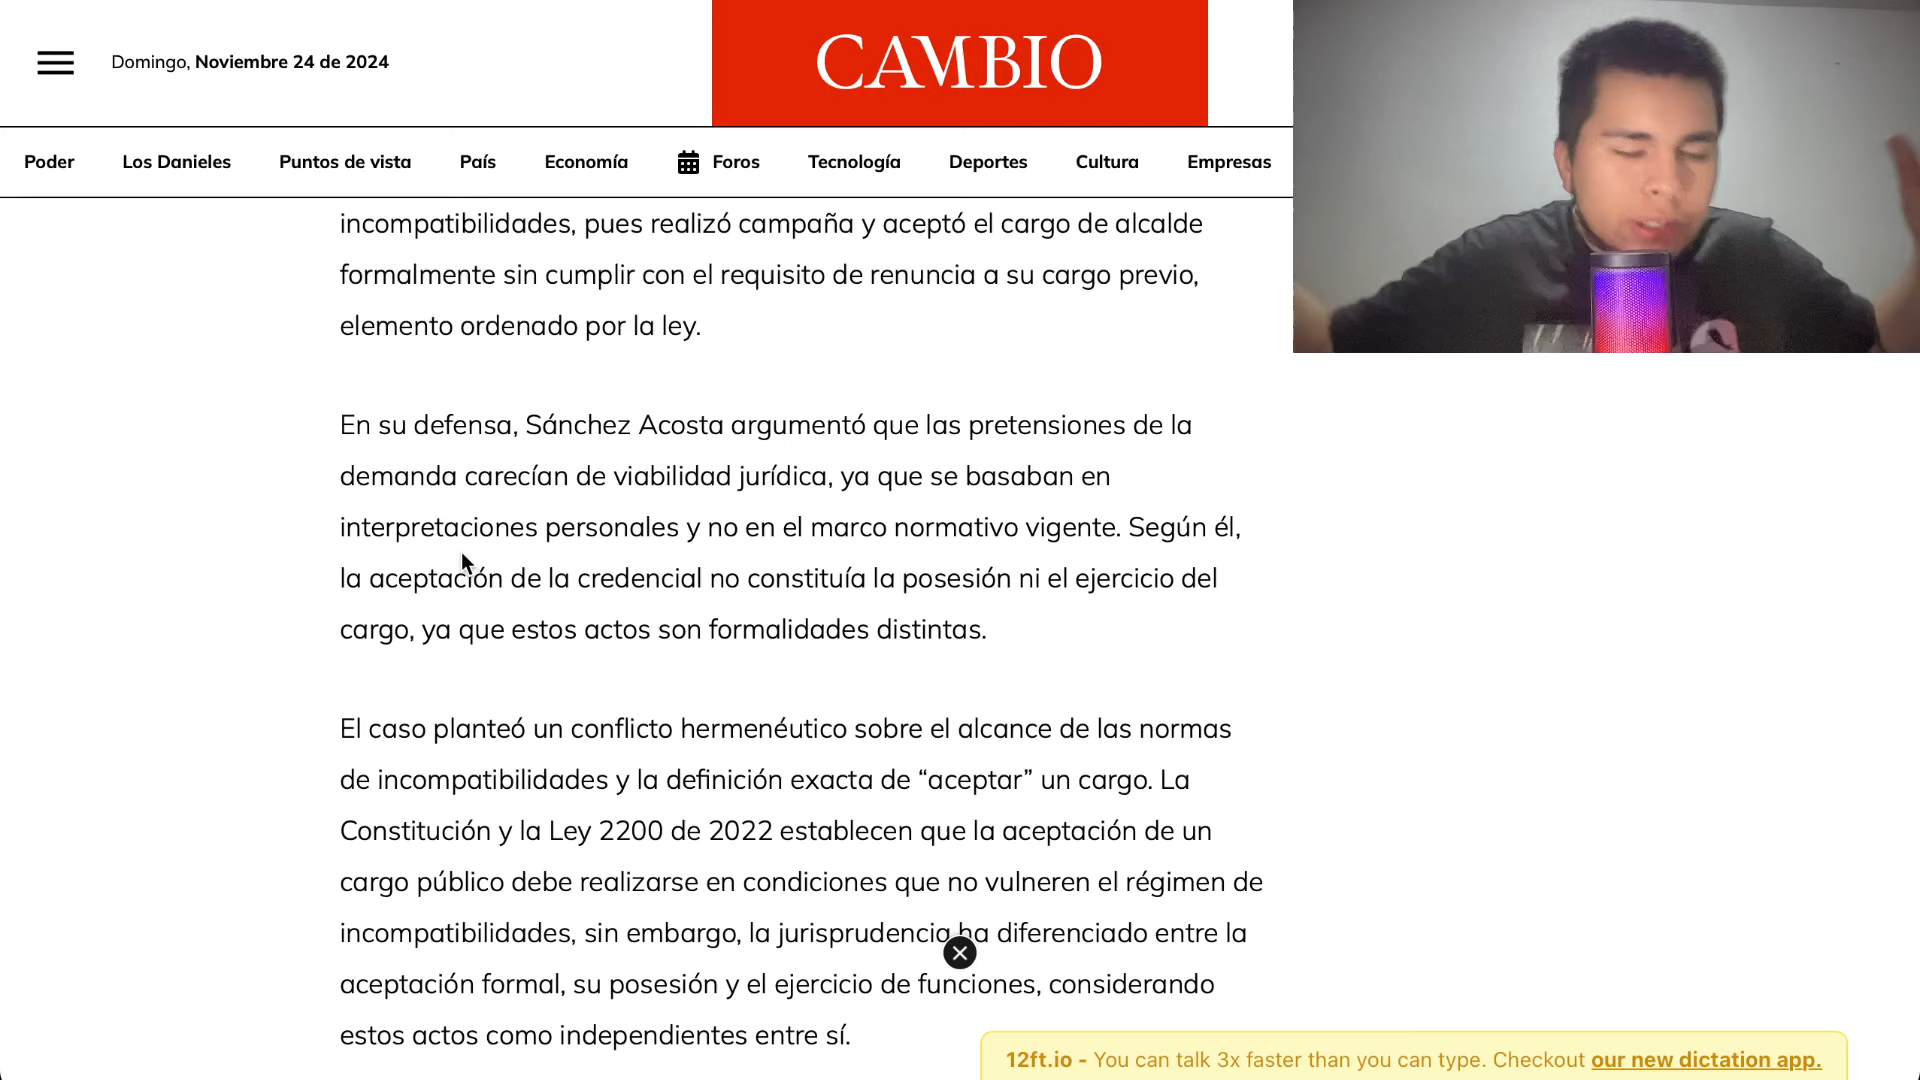 Domingo, Noviembre 24 de 2024
CAMBIO
Poder Los Danieles Puntos de vista País Economía Foros Tecnología Deportes Cultura Empresas
incompatibilidades, pues realizó campaña y aceptó el cargo de alcalde
formalmente sin cumplir con el requisito de renuncia a su cargo previo,
elemento ordenado por la ley.
En su defensa, Sánchez Acosta argumentó que las pretensiones de la
demanda carecían de viabilidad jurídica, ya que se basaban en
interpretaciones personales y no en el marco normativo vigente. Según él,
la aceptación de la credencial no constituía la posesión ni el ejercicio del
cargo, ya que estos actos son formalidades distintas.
El caso planteó un conflicto hermenéutico sobre el alcance de las normas
de incompatibilidades y la definición exacta de “aceptar” un cargo. La
Constitución y la Ley 2200 de 2022 establecen que la aceptación de un
cargo público debe realizarse en condiciones que no vulneren el régimen de
incompatibilidades, sin embargo, la jurisprudencia ha diferenciado entre la
aceptación formal, su posesión y el ejercicio de funciones, considerando
estos actos como independientes entre sí.
12ft.io - You can talk 3x faster than you can type. Checkout our new dictation app.